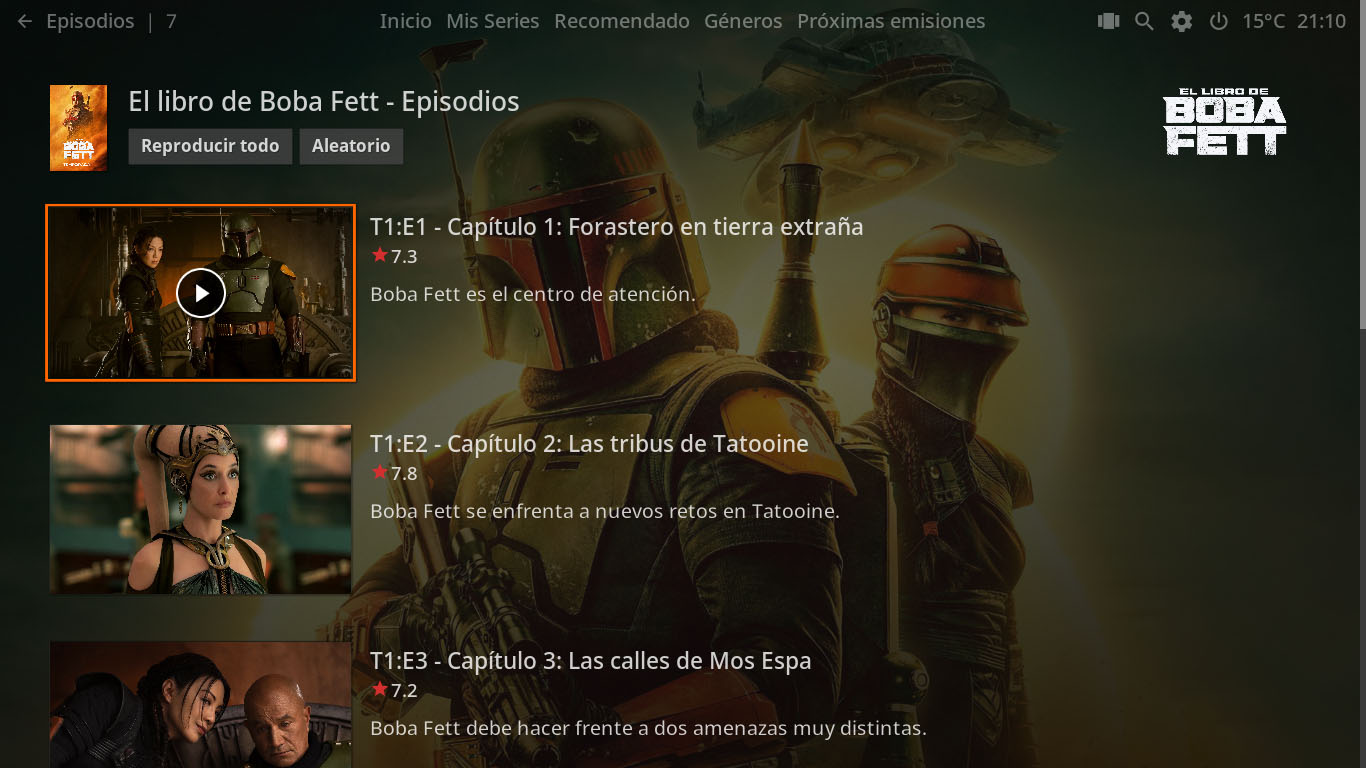 Episodios | 7
Inicio Mis Series Recomendado Géneros Próximas emisiones
15°C 21:10
El libro de Boba Fett - Episodios
Reproducir todo Aleatorio
EL LIBRO DE
BOBA
FETT
BOBA
FETT
T1:E1 - Capítulo 1: Forastero en tierra extraña
7.3
Boba Fett es el centro de atención.
T1:E2 - Capítulo 2: Las tribus de Tatooine
7.8
Boba Fett se enfrenta a nuevos retos en Tatooine.
T1:E3 - Capítulo 3: Las calles de Mos Espa
7.2
Boba Fett debe hacer frente a dos amenazas muy distintas.